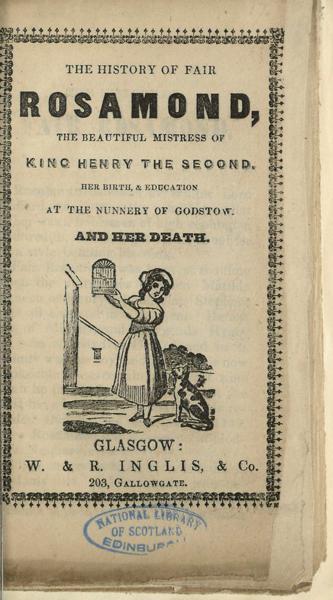 THE HISTORY OF FAIR
ROSAMOND,
THE BEAUTIFUL MISTRESS OF
KING HENRY THE SECOND.
HER BIRTH, & EDUCATION
AT THE NUNNERY OF GODSTOW.
AND HER DEATH.
GLASGOW:
W. & R. INGLIS, & Co.
203, GALLOWGATE.
NATIONAL LIBRARY
OF SCOTLAND
EDINBURGH